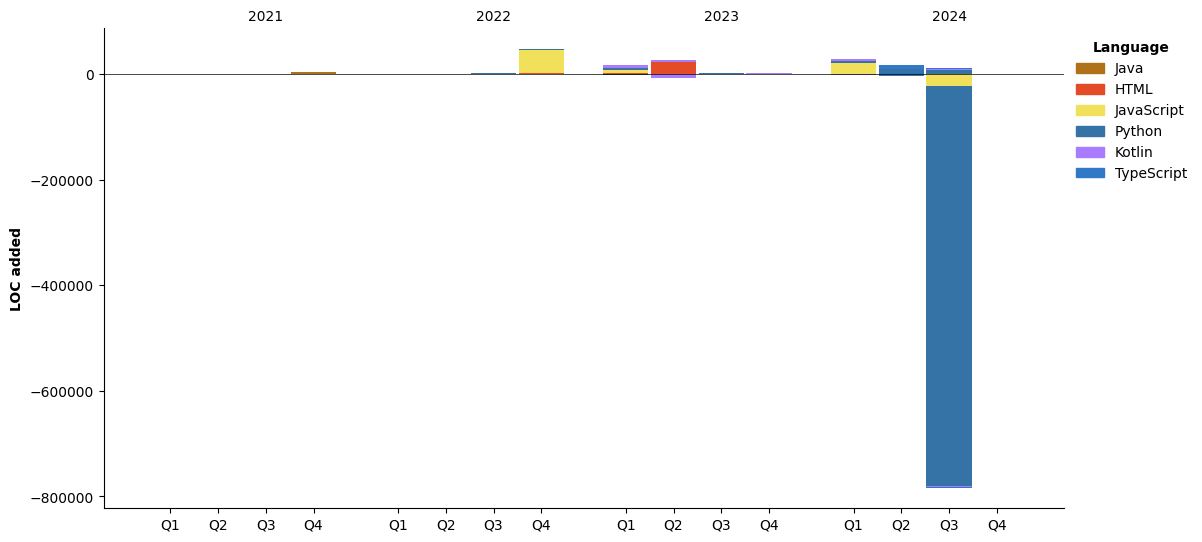 2021 2022 2023 2024
LOC added
0
−200000
−400000
−600000
−800000
Q1 Q2 Q3 Q4 Q1 Q2 Q3 Q4 Q1 Q2 Q3 Q4 Q1 Q2 Q3 Q4
Language
Java
HTML
JavaScript
Python
Kotlin
TypeScript